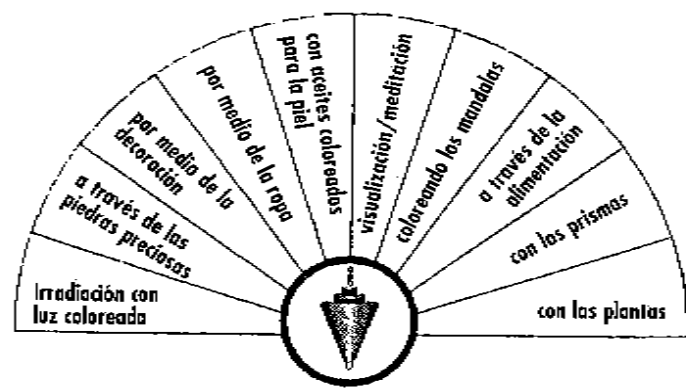 Irradiación con
luz coloreada
a través de las
piedras preciosas
por medio de la
decoración
por medio de la ropa
con aceites coloreados
para la piel
visualización/meditación
coloreando los mandalas
a través de la
alimentación
con los prismas
con las plantas